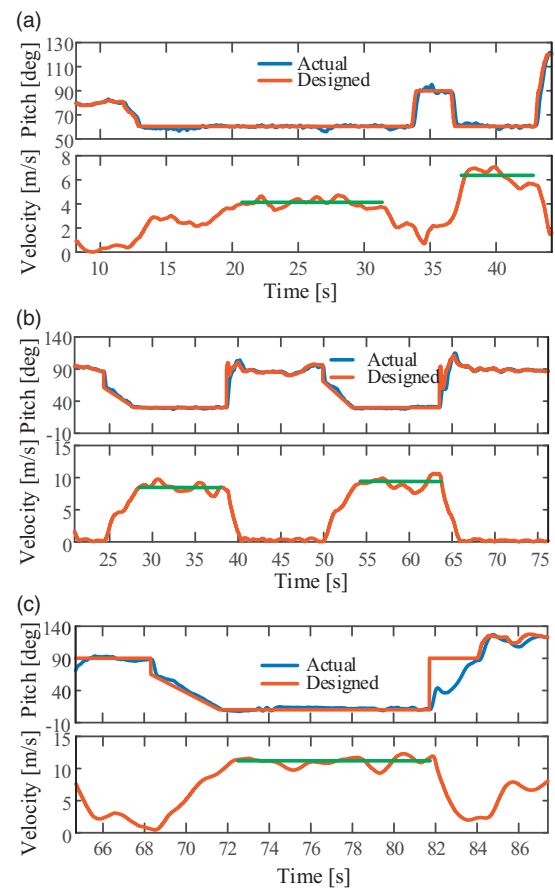 (a)
Pitch [deg]
130
110
90
70
50
Actual
Designed
Velocity [m/s]
8
6
4
2
0
10 15 20 25 30 35 40
Time [s]
(b)
Pitch [deg]
140
90
40
-10
Actual
Designed
Velocity [m/s]
15
10
5
0
25 30 35 40 45 50 55 60 65 70 75
Time [s]
(c)
Pitch [deg]
140
90
40
-10
Actual
Designed
Velocity [m/s]
15
10
5
0
66 68 70 72 74 76 78 80 82 84 86
Time [s]